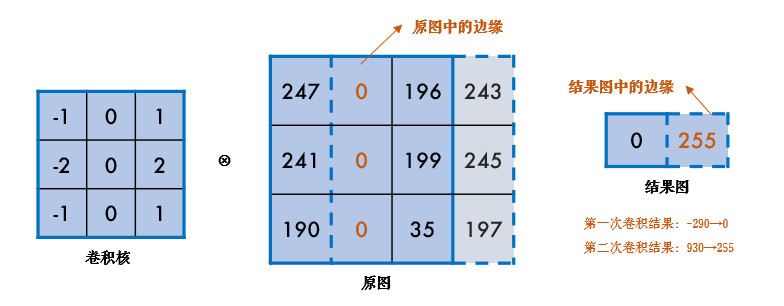 原图中的边缘
结果图中的边缘
-1 0 1
-2 0 2
-1 0 1
卷积核
⊗
247 0 196 243
241 0 199 245
190 0 35 197
原图
0 255
结果图
第一次卷积结果：-290→0
第二次卷积结果：930→255